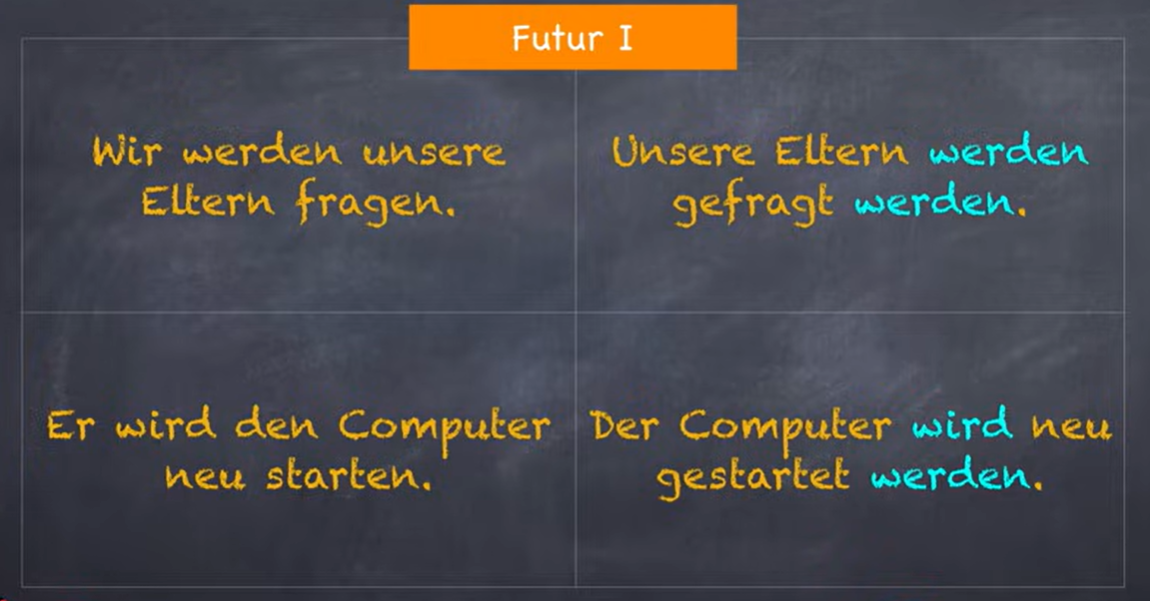 Futur I
Wir werden unsere
Eltern fragen.
Unsere Eltern werden
gefragt werden.
Er wird den Computer
neu starten.
Der Computer wird neu
gestartet werden.